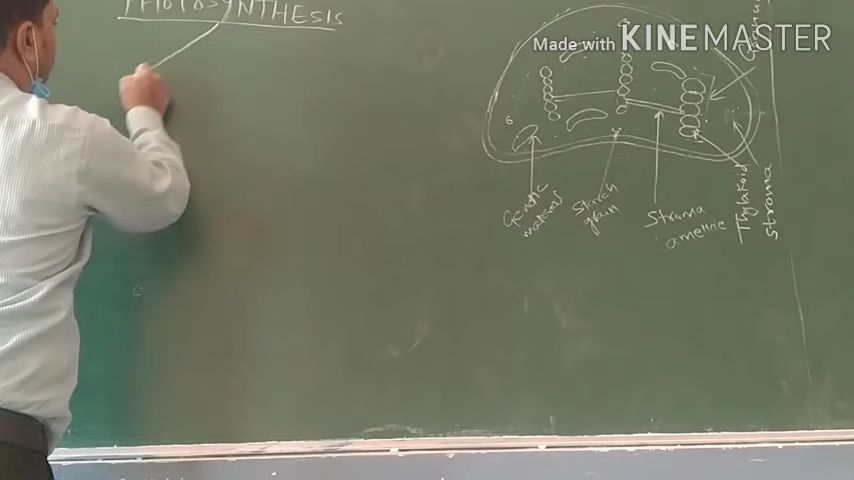 PHOTOSYNTHESIS
Made with KINEMASTER
Genetic
material
Starch
grain
Stroma
lamellae
Thylakoid
Stroma